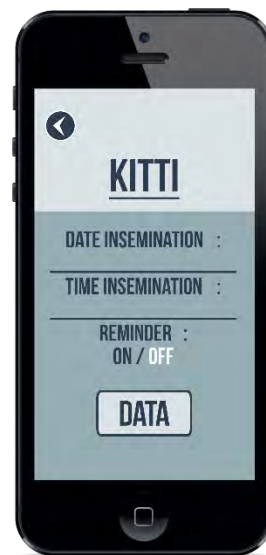 KITTI
DATE INSEMINATION :
TIME INSEMINATION :
REMINDER :
ON / OFF
DATA